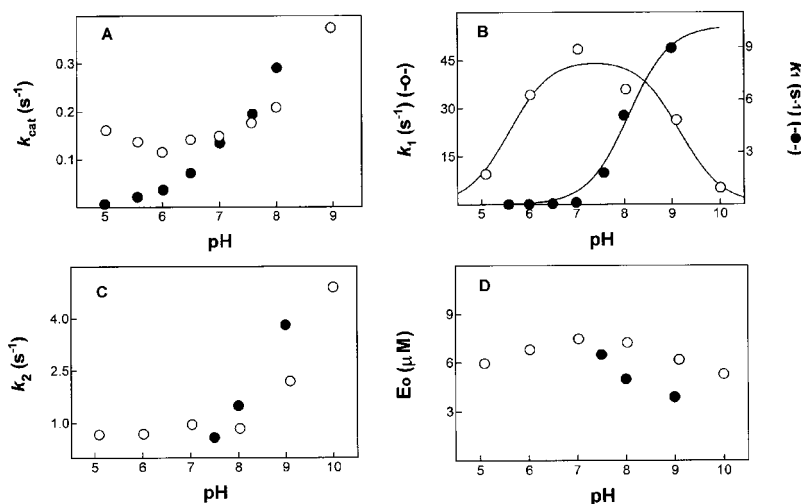 A
0.3
0.2
0.1
kcat (s⁻¹)
5 6 7 8 9
pH
B
45
30
15
k₁ (s⁻¹) (-o-)
9
5
1
k₁ (s⁻¹) (-●-)
5 6 7 8 9 10
pH
C
4.0
2.5
1.0
k₂ (s⁻¹)
5 6 7 8 9 10
pH
D
9
6
3
Eo (μM)
5 6 7 8 9 10
pH